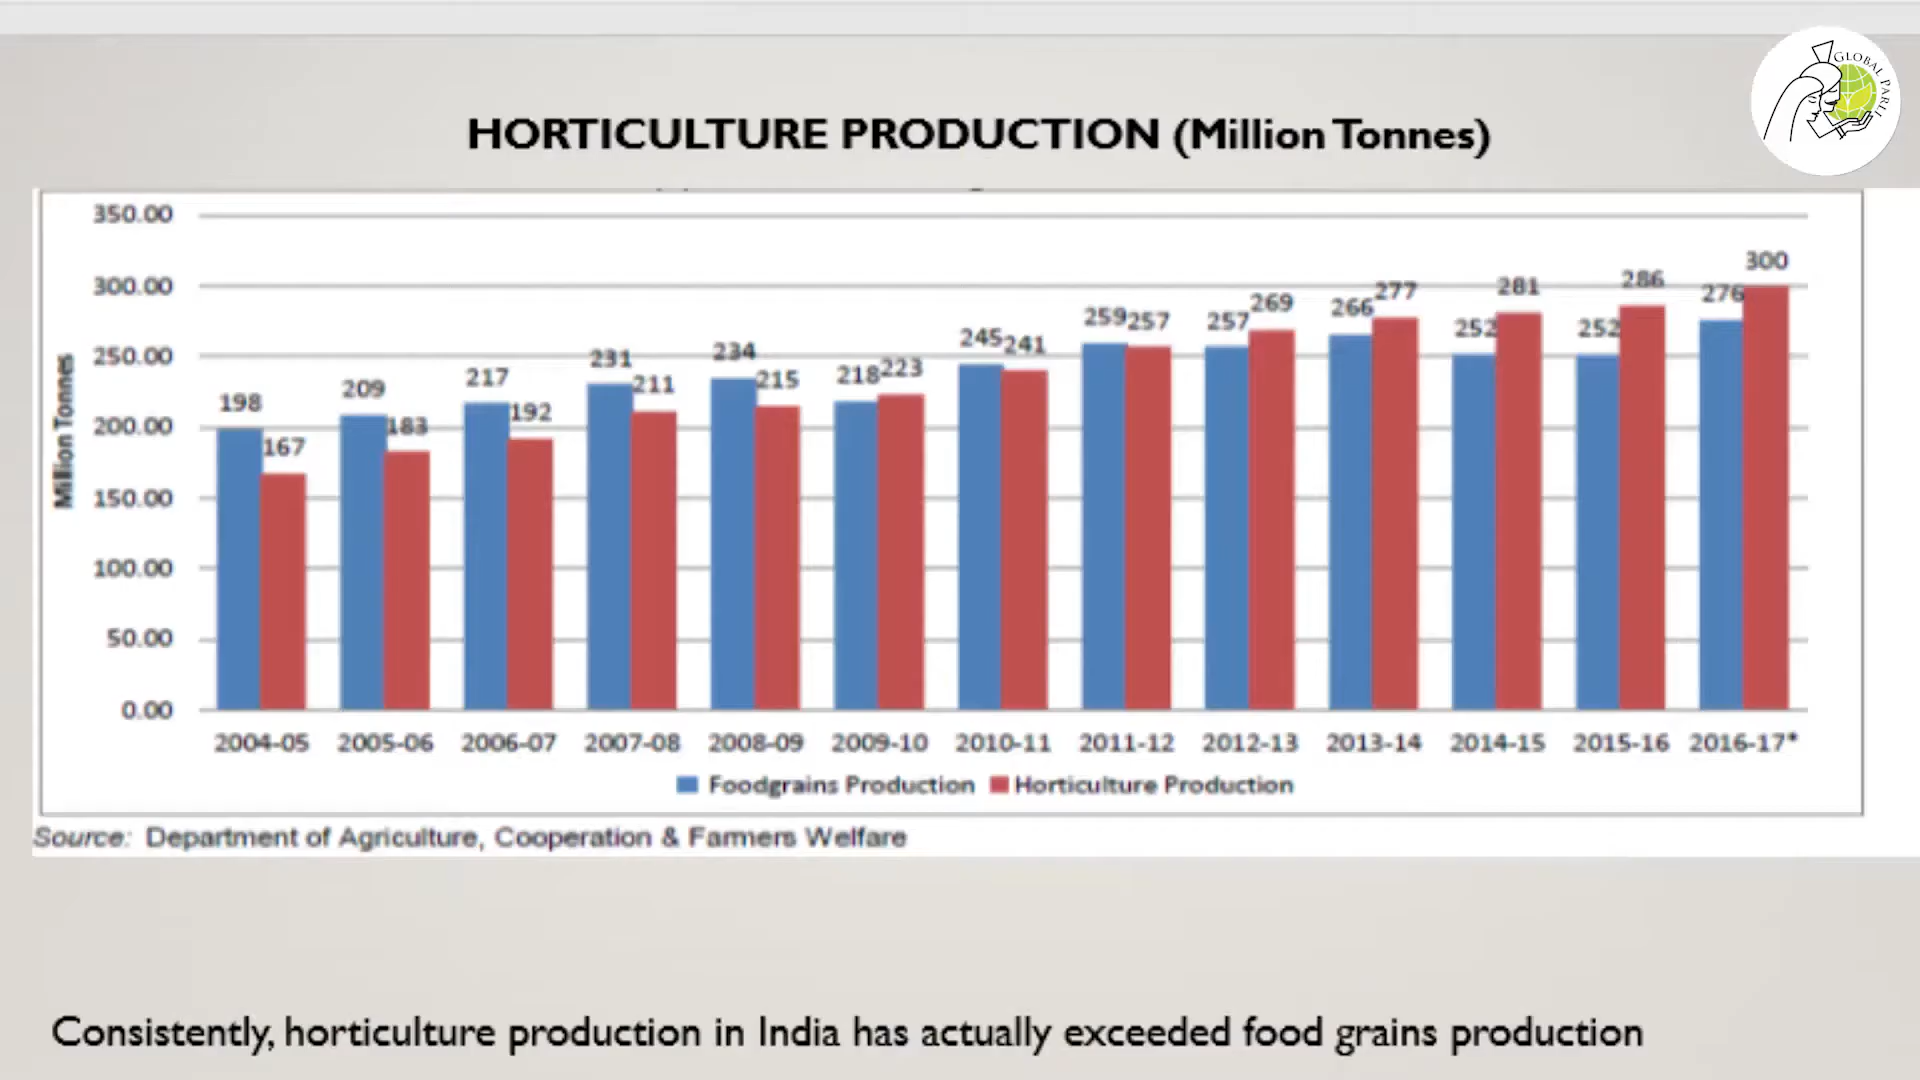 GLOBAL PARLI
HORTICULTURE PRODUCTION (Million Tonnes)
Million Tonnes
350.00
300.00
250.00
200.00
150.00
100.00
50.00
0.00
198 167 209 183 217 192 231 211 234 215 218 223 245 241 259 257 257 269 266 277 252 281 252 286 276 300
2004-05 2005-06 2006-07 2007-08 2008-09 2009-10 2010-11 2011-12 2012-13 2013-14 2014-15 2015-16 2016-17*
Foodgrains Production Horticulture Production
Source: Department of Agriculture, Cooperation & Farmers Welfare
Consistently, horticulture production in India has actually exceeded food grains production